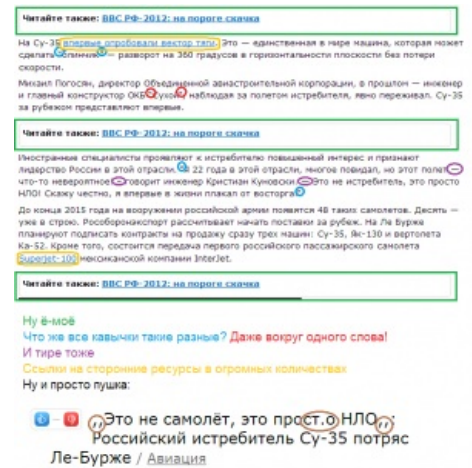 Читайте также: ВВС РФ-2012: на пороге скачка
На Су-35 впервые опробовали вектор тяги. Это — единственная в мире машина, которая может
сделать "блинчик" — разворот на 360 градусов в горизонтальности плоскости без потери
скорости.
Михаил Погосян, директор Объединенной авиастроительной корпорации, в прошлом — инженер
и главный конструктор ОКБ Сухого, наблюдая за полетом истребителя, явно переживал. Су-35
за рубежом представляют впервые.
Читайте также: ВВС РФ-2012: на пороге скачка
Иностранные специалисты проявляют к истребителю повышенный интерес и признают
лидерство России в этой отрасли. "Я 22 года в этой отрасли, многое повидал, но этот полет —
что-то невероятное — говорит инженер Кристиан Куновски. — Это не истребитель, это просто
НЛО! Скажу честно, я впервые в жизни плакал от восторга"
До конца 2015 года на вооружении российской армии появятся 48 таких самолетов. Десять —
уже в строю. Рособоронэкспорт рассчитывает начать поставки за рубеж. На Ле Бурже
планируют подписать контракты на продажу сразу трех машин: Су-35, Як-130 и вертолета
Ка-52. Кроме того, состоится передача первого российского пассажирского самолета
Superjet-100 мексиканской компании InterJet.
Читайте также: ВВС РФ-2012: на пороге скачка
Ну ё-моё
Что же все кавычки такие разные? Даже вокруг одного слова!
И тире тоже
Ссылки на сторонние ресурсы в огромных количествах
Ну и просто пушка:
,,Это не самолёт, это прост.о НЛО,,:
Российский истребитель Су-35 потряс
Ле-Бурже / Авиация